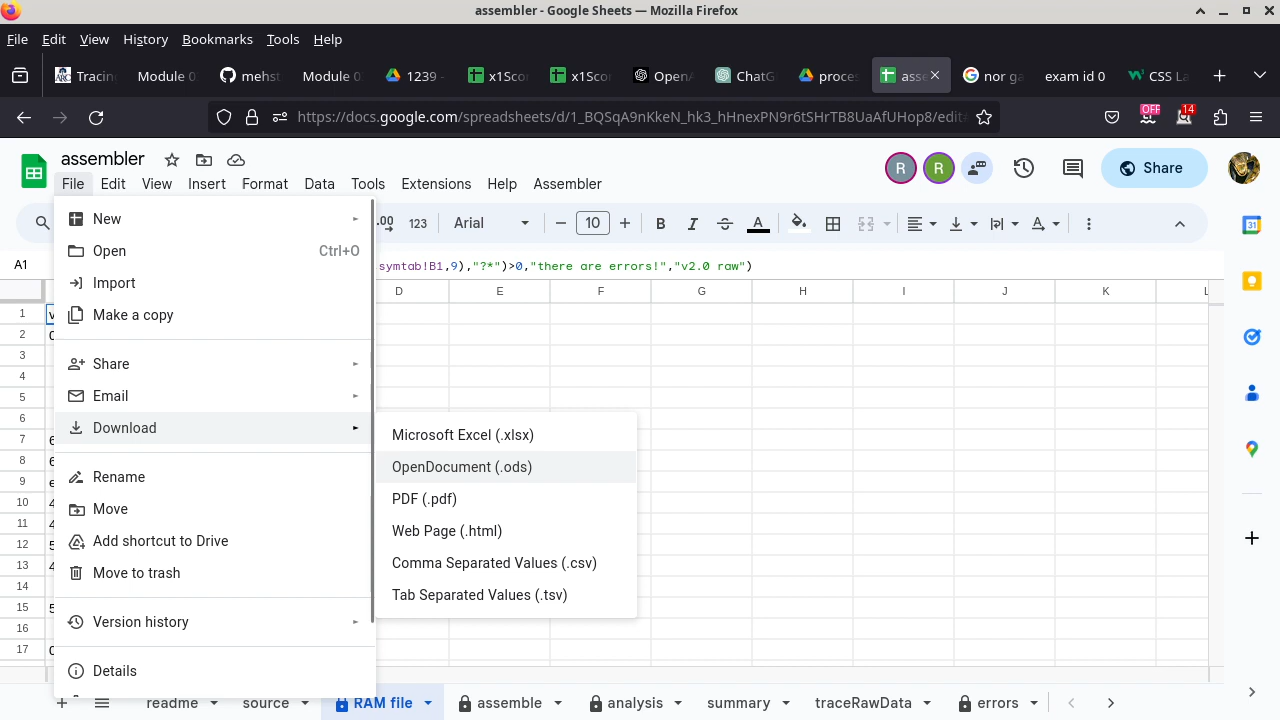 assembler - Google Sheets — Mozilla Firefox
File Edit View History Bookmarks Tools Help
Tracin Module 0 mehst Module 0 1239 - x1Sco x1Sco OpenA ChatG proces asse nor ga exam id 0 CSS La
https://docs.google.com/spreadsheets/d/1_BQSqA9nKkeN_hk3_hHnexPN9r6tSHrTB8UaAfUHop8/edit
OFF 14
assembler
R R Share
File Edit View Insert Format Data Tools Extensions Help Assembler
.00 123 Arial 10 B I A
A1 symtab!B1,9),"?*")>0,"there are errors!","v2.0 raw")
D E F G H I J K L
New
Open Ctrl+O
Import
Make a copy
Share
Email
Download
Rename
Move
Add shortcut to Drive
Move to trash
Version history
Details
Microsoft Excel (.xlsx)
OpenDocument (.ods)
PDF (.pdf)
Web Page (.html)
Comma Separated Values (.csv)
Tab Separated Values (.tsv)
1
2
3
4
5
6
7
8
9
10
11
12
13
14
15
16
17
readme source RAM file assemble analysis summary traceRawData errors